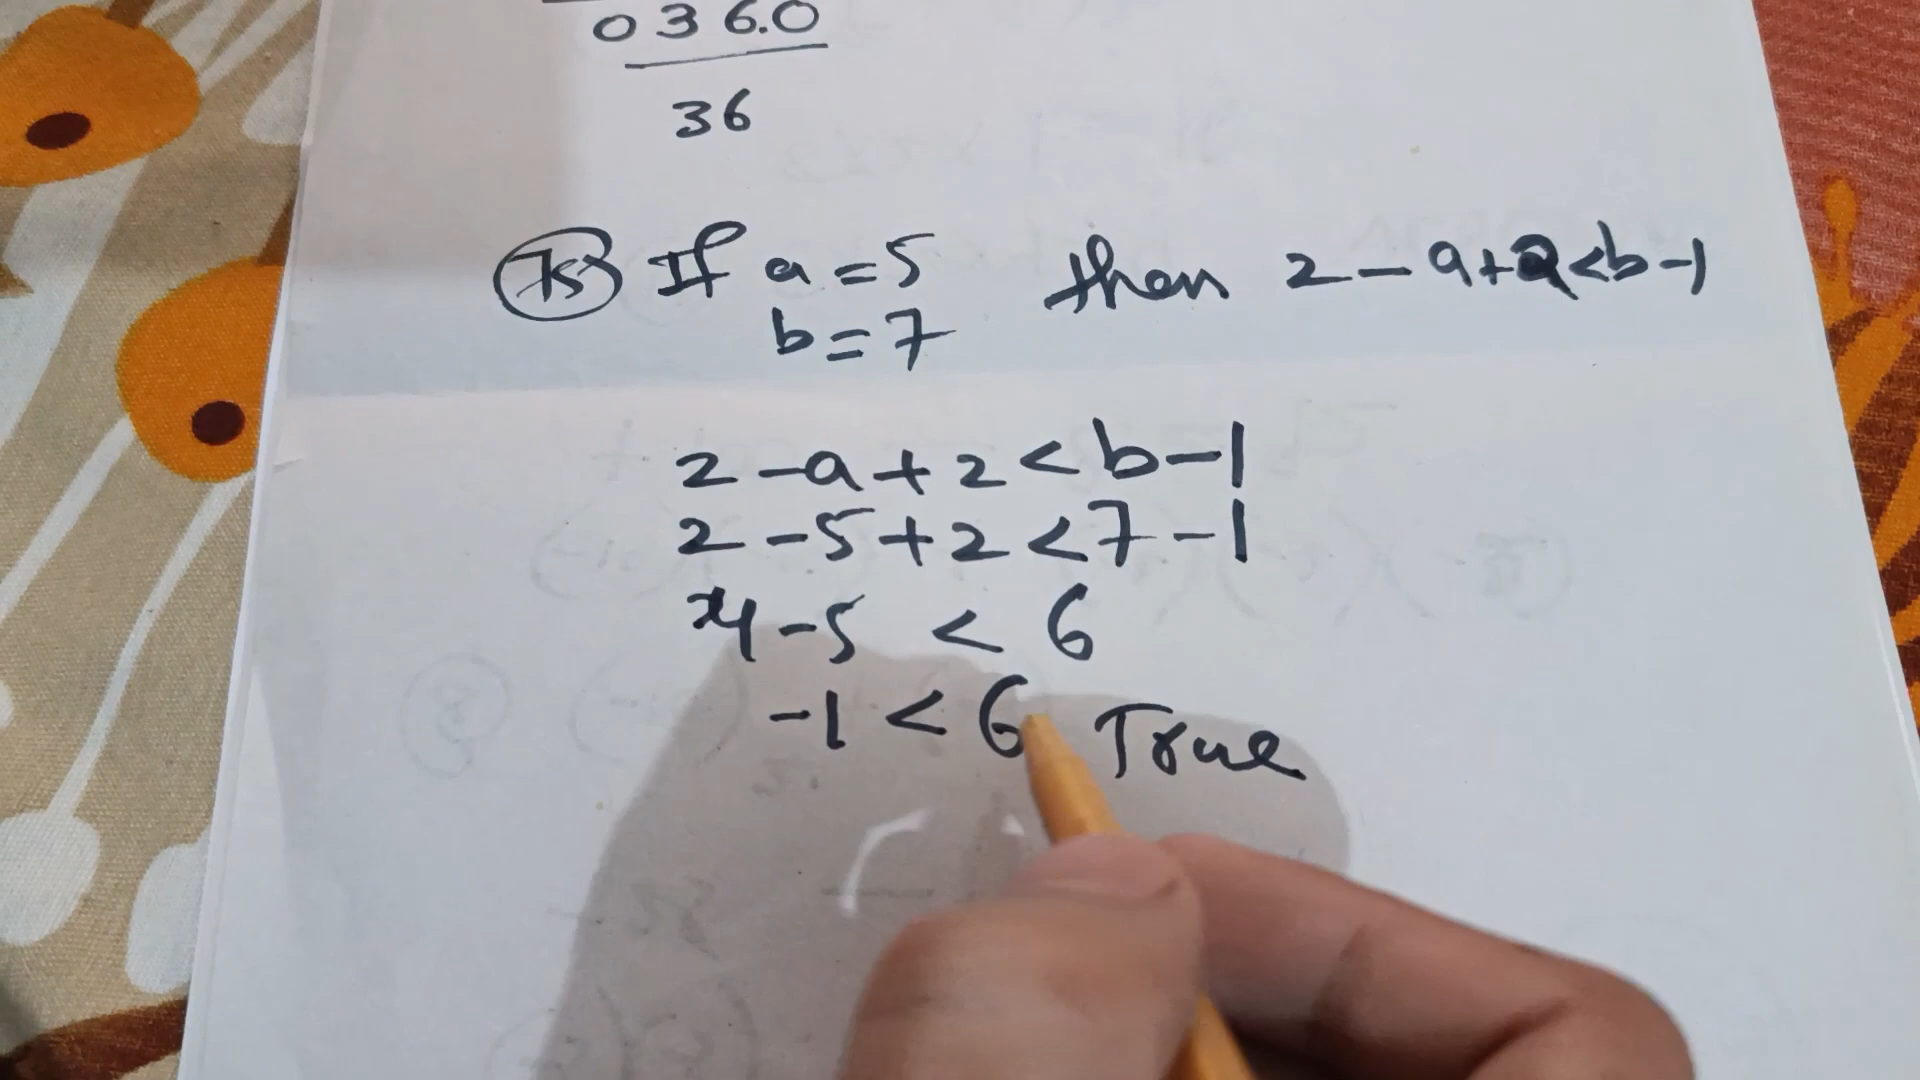 036.0
36
75 If a=5 then 2-a+2<b-1
b=7
2-a+2<b-1
2-5+2<7-1
4-5 < 6
-1 < 6 True